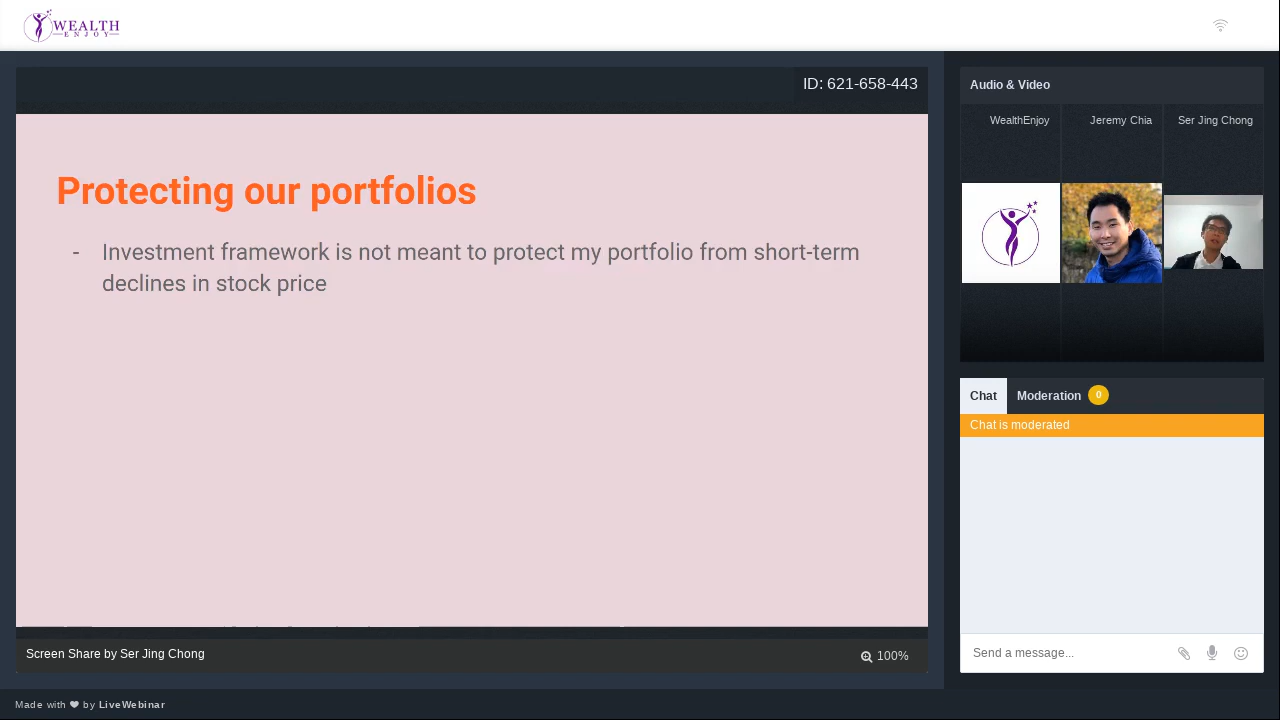 WEALTH
ENJOY
ID: 621-658-443
Protecting our portfolios
- Investment framework is not meant to protect my portfolio from short-term
declines in stock price
Screen Share by Ser Jing Chong
100%
Audio & Video
WealthEnjoy
Jeremy Chia
Ser Jing Chong
Chat
Moderation 0
Chat is moderated
Send a message...
Made with ❤ by LiveWebinar